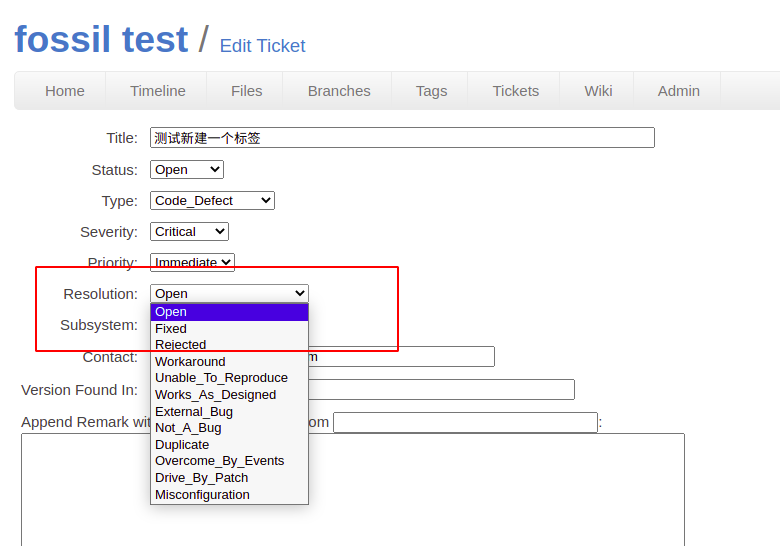 fossil test / Edit Ticket
Home Timeline Files Branches Tags Tickets Wiki Admin
Title: 测试新建一个标签
Status: Open
Type: Code_Defect
Severity: Critical
Priority: Immediate
Resolution: Open
Open
Subsystem:
Fixed
Rejected
Contact: m
Workaround
Unable_To_Reproduce
Version Found In:
Works_As_Designed
External_Bug
Append Remark wit om :
Not_A_Bug
Duplicate
Overcome_By_Events
Drive_By_Patch
Misconfiguration